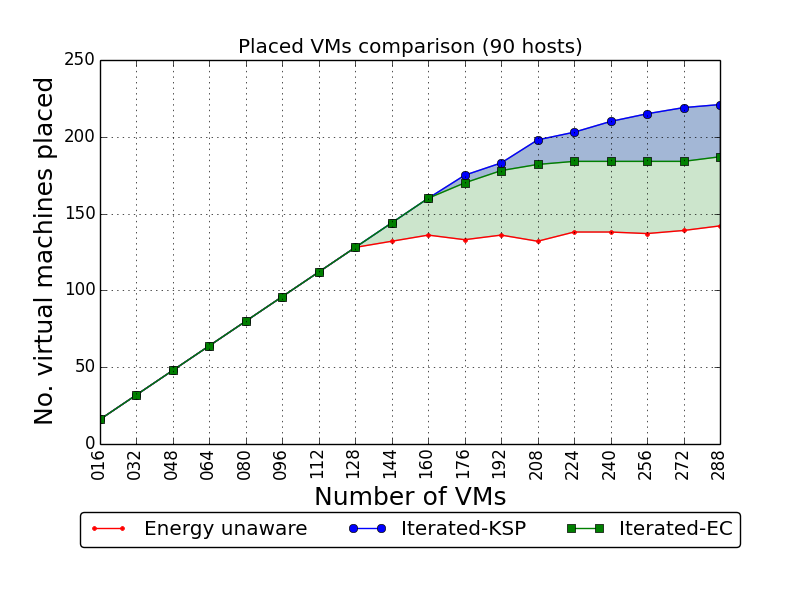 Placed VMs comparison (90 hosts)
No. virtual machines placed
250
200
150
100
50
0
016 032 048 064 080 096 112 128 144 160 176 192 208 224 240 256 272 288
Number of VMs
Energy unaware Iterated-KSP Iterated-EC